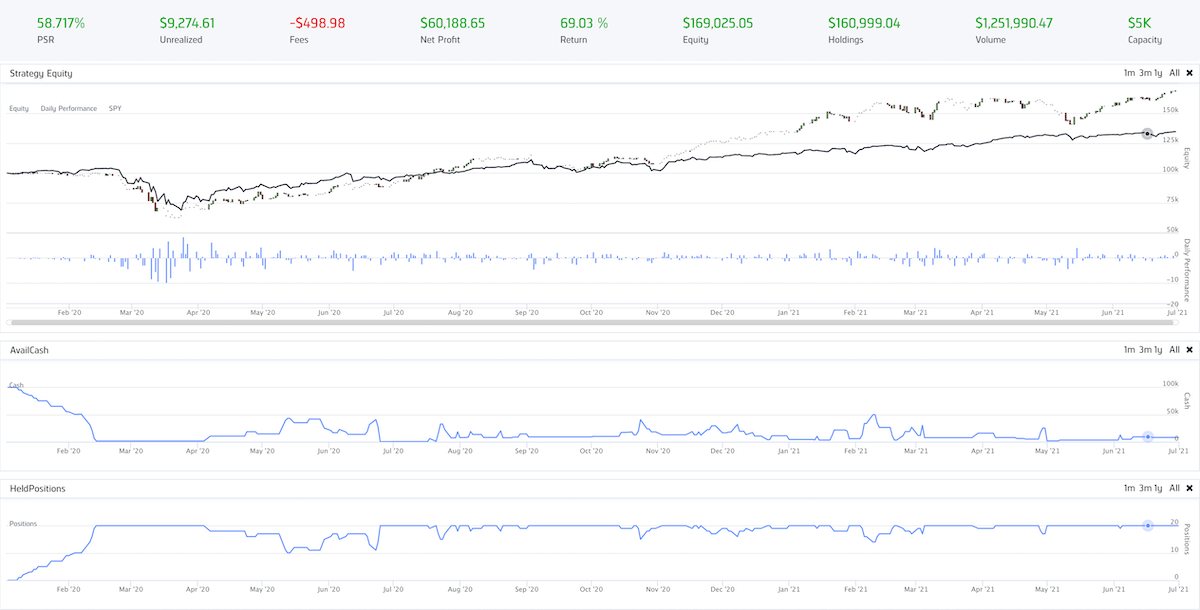 58.717% $9,274.61 -$498.98 $60,188.65 69.03 % $169,025.05 $160,999.04 $1,251,990.47 $5K
PSR Unrealized Fees Net Profit Return Equity Holdings Volume Capacity
Strategy Equity 1m 3m 1y All ✖
Equity Daily Performance SPY
150k
125k
100k
75k
50k
Equity
0
-10
-20
Daily Performance
Feb '20 Mar '20 Apr '20 May '20 Jun '20 Jul '20 Aug '20 Sep '20 Oct '20 Nov '20 Dec '20 Jan '21 Feb '21 Mar '21 Apr '21 May '21 Jun '21 Jul '21
AvailCash 1m 3m 1y All ✖
Cash
100k
50k
0
Cash
Feb '20 Mar '20 Apr '20 May '20 Jun '20 Jul '20 Aug '20 Sep '20 Oct '20 Nov '20 Dec '20 Jan '21 Feb '21 Mar '21 Apr '21 May '21 Jun '21 Jul '21
HeldPositions 1m 3m 1y All ✖
Positions
20
10
0
Positions
Feb '20 Mar '20 Apr '20 May '20 Jun '20 Jul '20 Aug '20 Sep '20 Oct '20 Nov '20 Dec '20 Jan '21 Feb '21 Mar '21 Apr '21 May '21 Jun '21 Jul '21